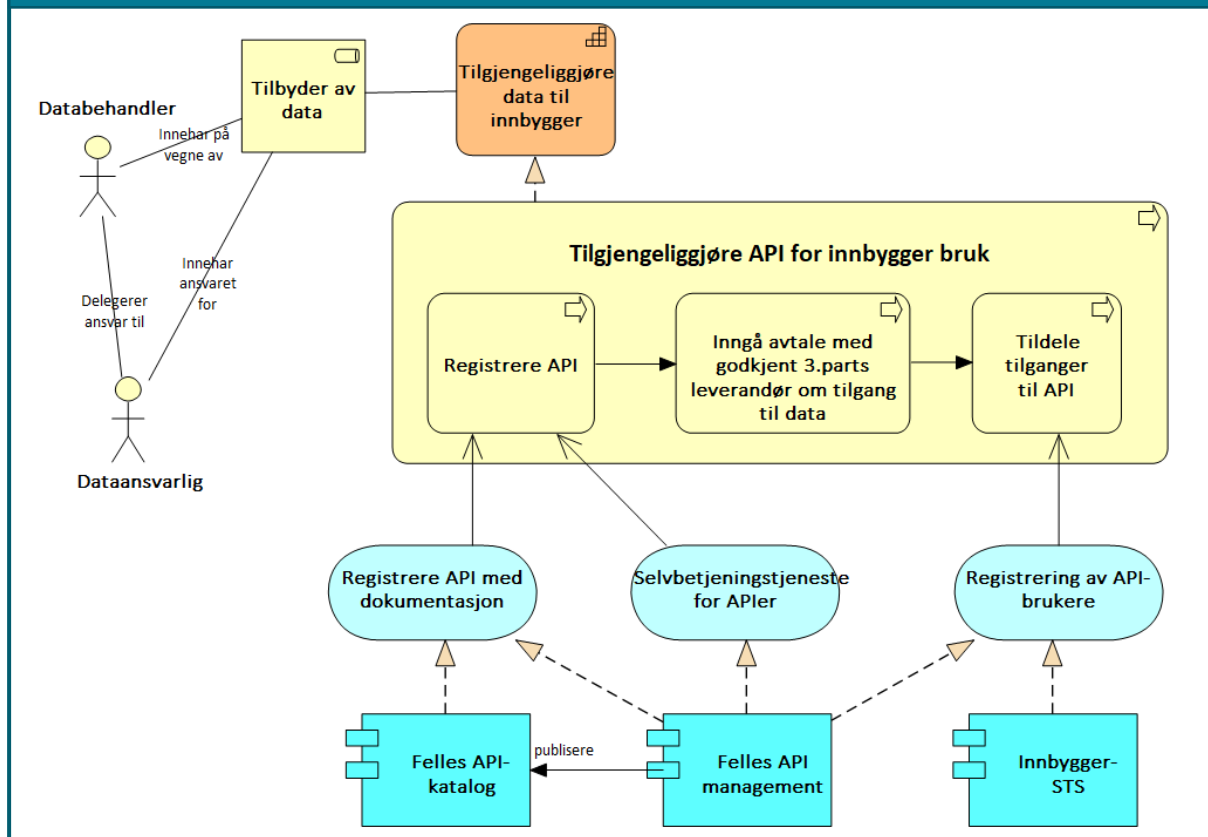 Tilgjengeliggjøre
data til
innbygger
Tilbyder av
data
Databehandler
Innehar på
vegne av
Innehar
ansvaret
for
Delegerer
ansvar til
Dataansvarlig
Tilgjengeliggjøre API for innbygger bruk
Registrere API
Inngå avtale med
godkjent 3.parts
leverandør om tilgang
til data
Tildele
tilganger
til API
Registrere API med
dokumentasjon
Selvbetjeningstjeneste
for APIer
Registrering av API-
brukere
Felles API-
katalog
publisere
Felles API
management
Innbygger-
STS